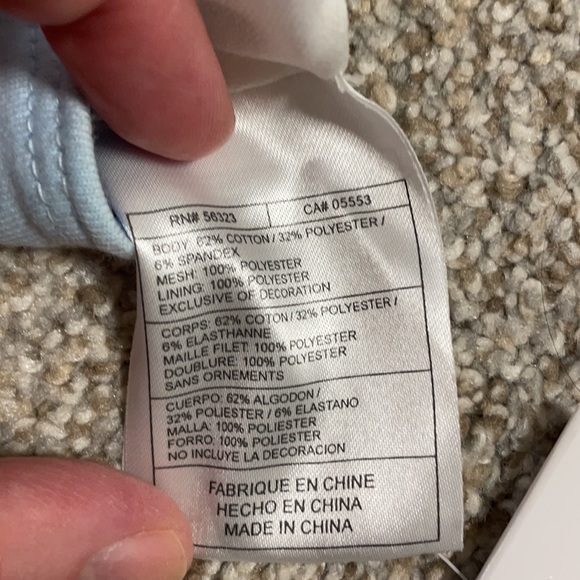 RN# 56323 CA# 05553
BODY: 62% COTTON / 32% POLYESTER /
6% SPANDEX
MESH: 100% POLYESTER
LINING: 100% POLYESTER
EXCLUSIVE OF DECORATION
CORPS: 62% COTON / 32% POLYESTER /
6% ELASTHANNE
MAILLE FILET: 100% POLYESTER
DOUBLURE: 100% POLYESTER
SANS ORNEMENTS
CUERPO: 62% ALGODON /
32% POLIESTER / 6% ELASTANO
MALLA: 100% POLIESTER
FORRO: 100% POLIESTER
NO INCLUYE LA DECORACION
FABRIQUE EN CHINE
HECHO EN CHINA
MADE IN CHINA